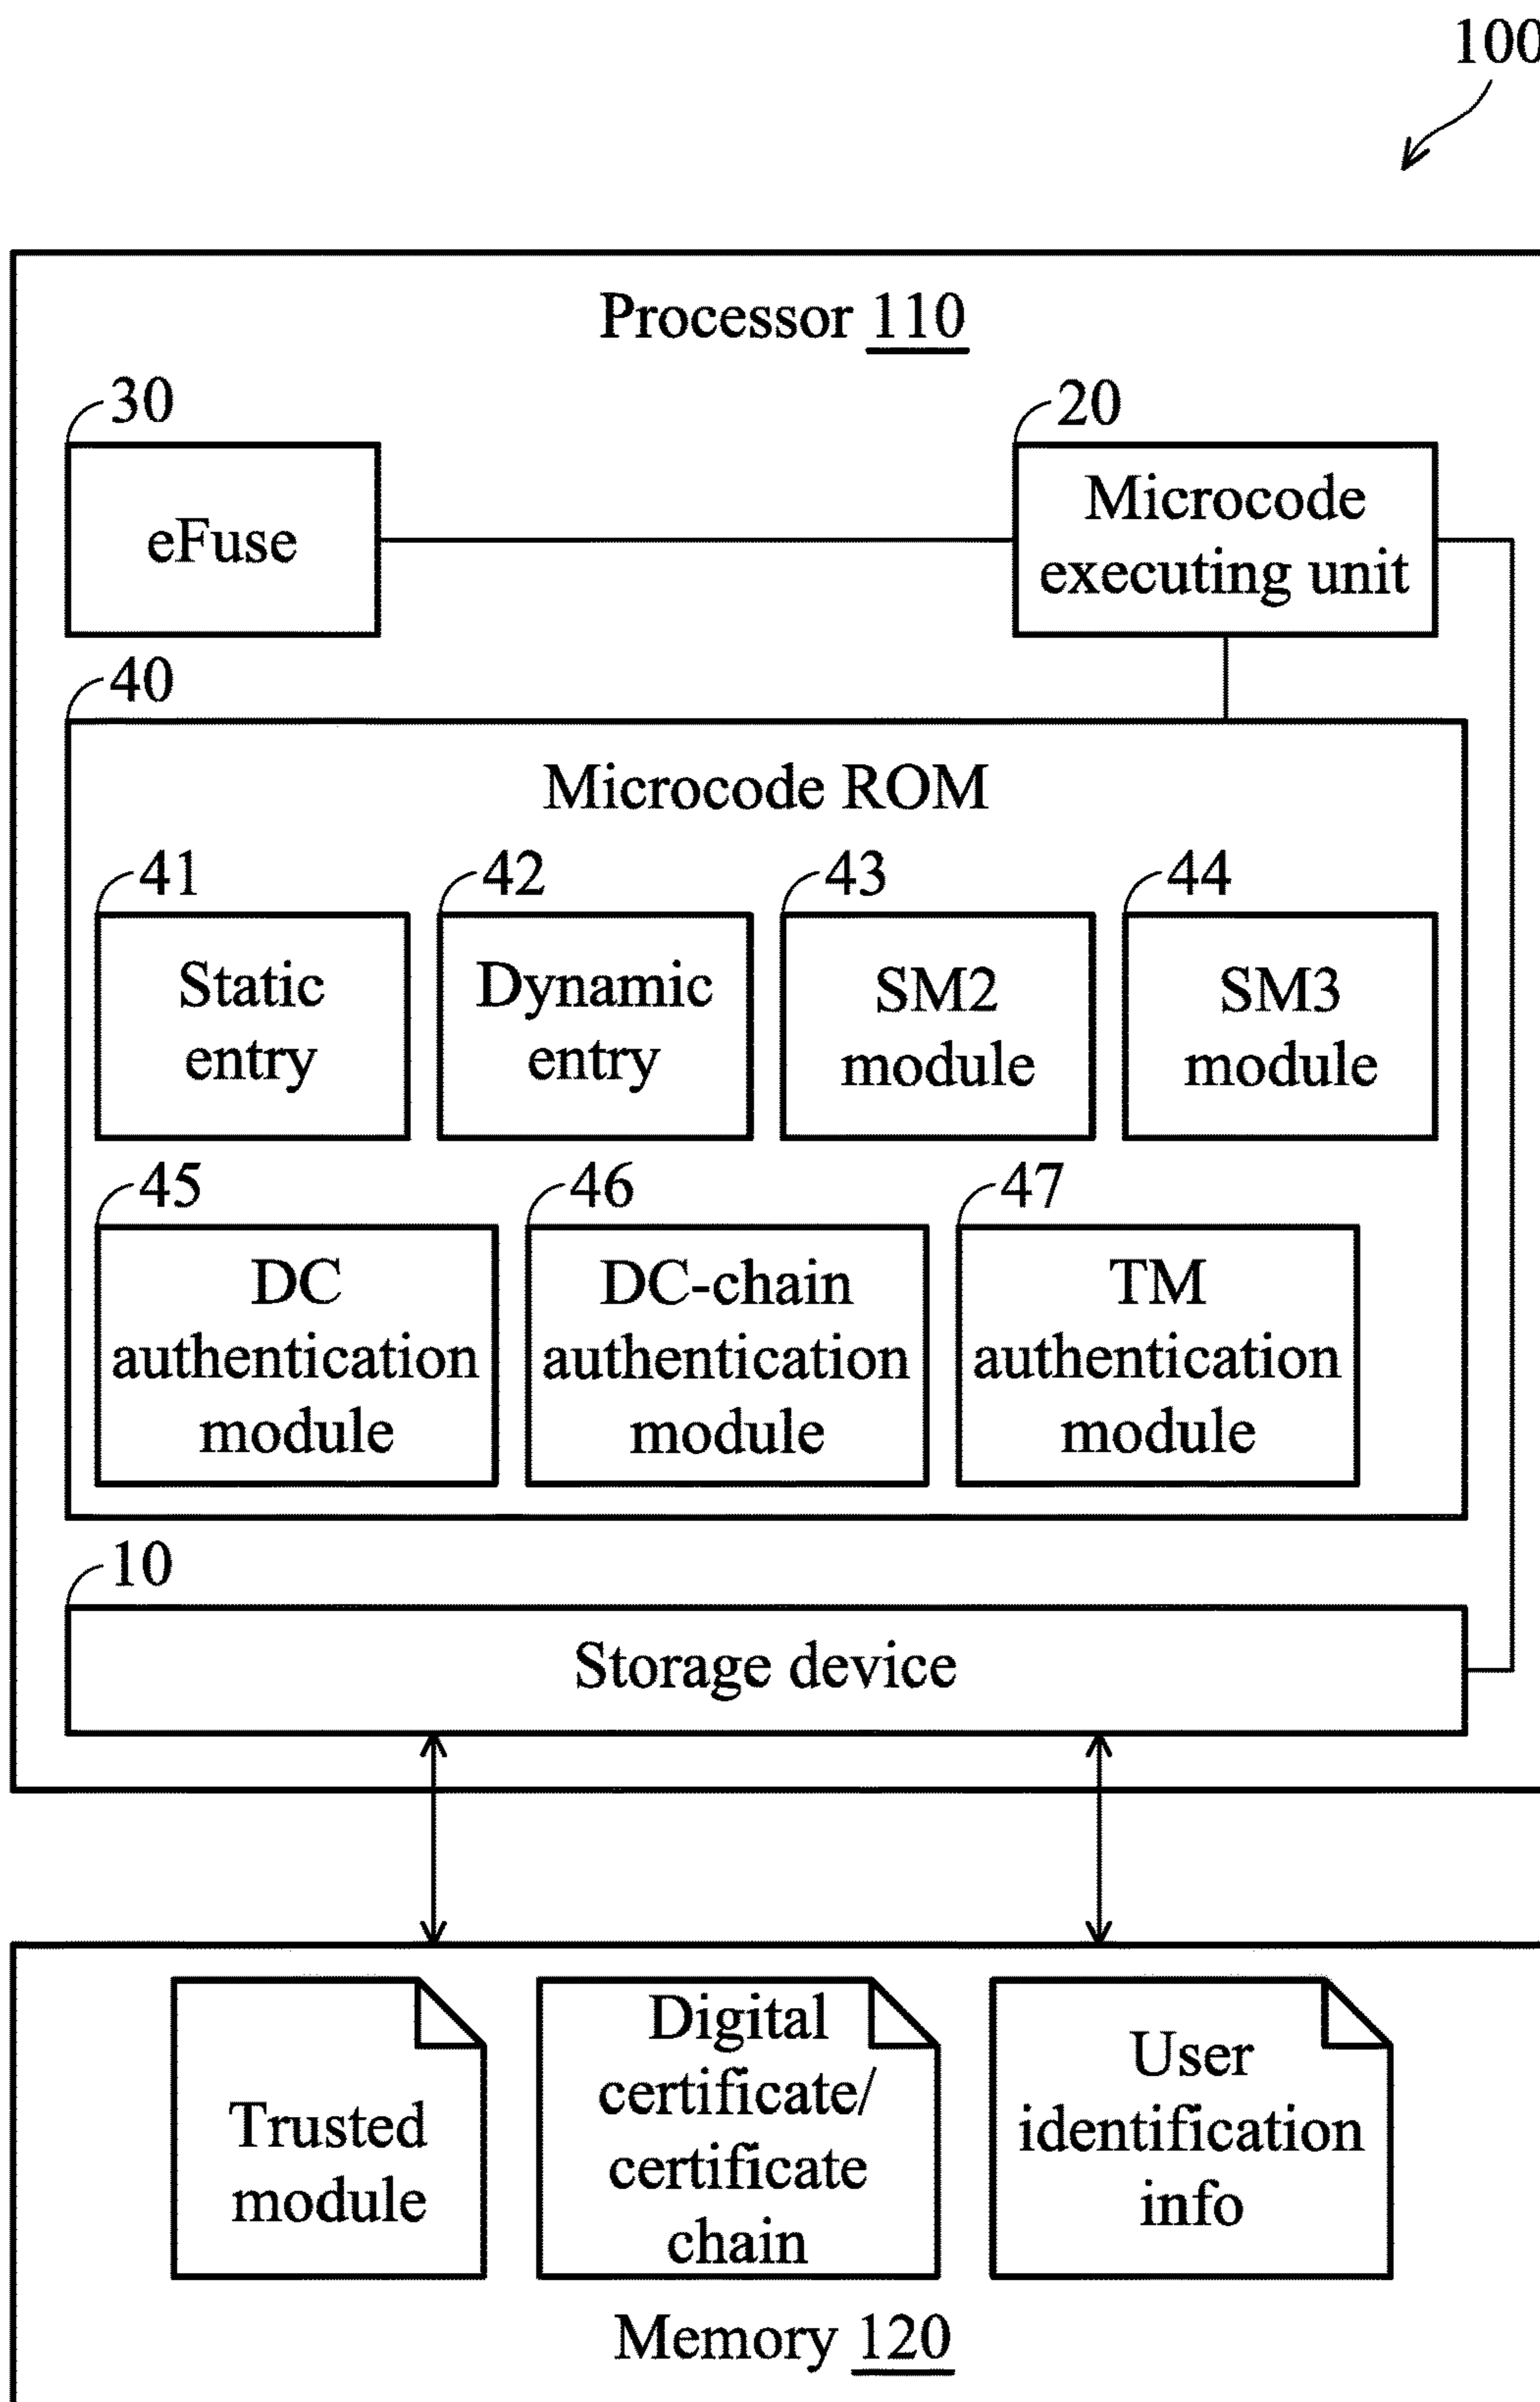 100
Processor 110
30
20
eFuse
Microcode
executing unit
40
Microcode ROM
41
42
43
44
Static
entry
Dynamic
entry
SM2
module
SM3
module
45
46
47
DC
authentication
module
DC-chain
authentication
module
TM
authentication
module
10
Storage device
Trusted
module
Digital
certificate/
certificate
chain
User
identification
info
Memory 120